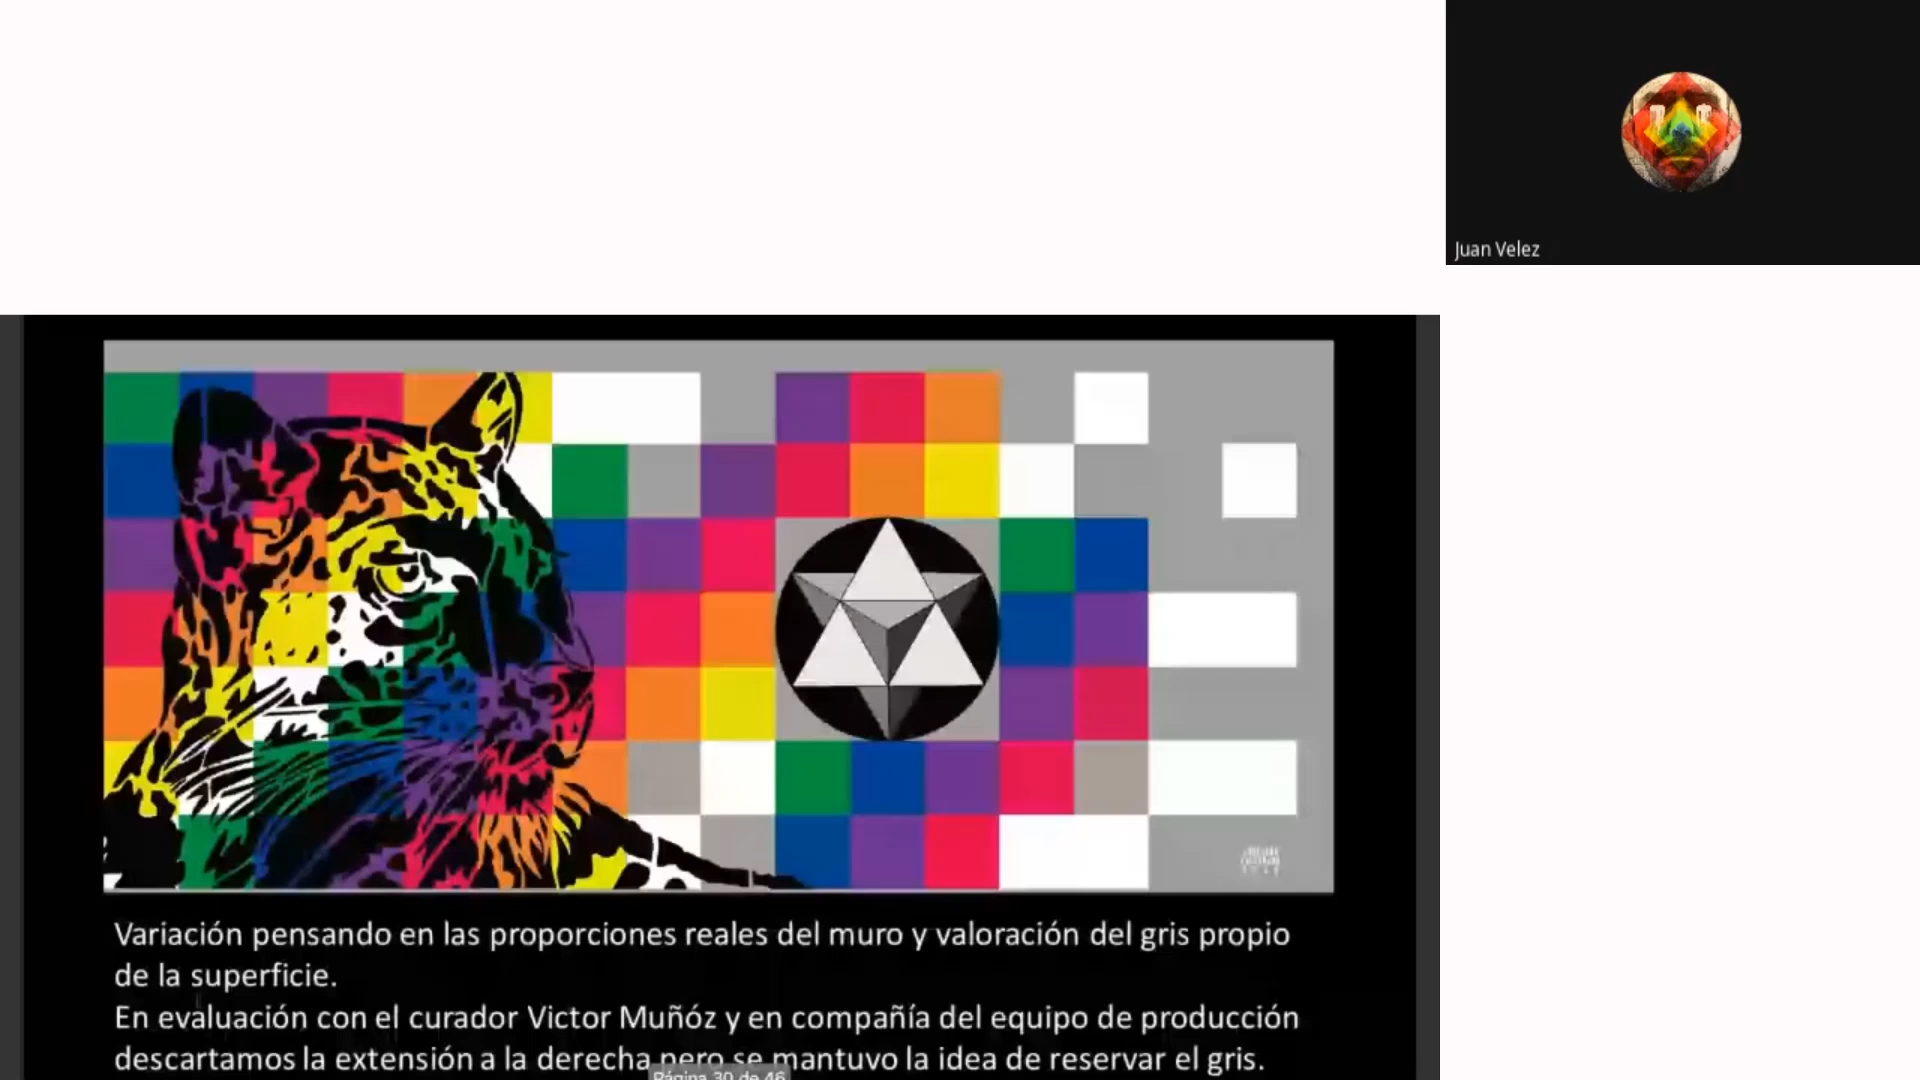 Juan Velez
Variación pensando en las proporciones reales del muro y valoración del gris propio
de la superficie.
En evaluación con el curador Victor Muñóz y en compañía del equipo de producción
descartamos la extensión a la derecha pero se mantuvo la idea de reservar el gris.
Página 30 de 46